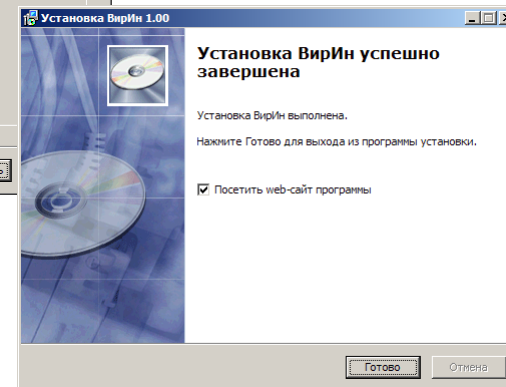 Установка ВирИн 1.00
Установка ВирИн успешно
завершена
Установка ВирИн выполнена.
Нажмите Готово для выхода из программы установки.
Посетить web-сайт программы
Готово
Отмена